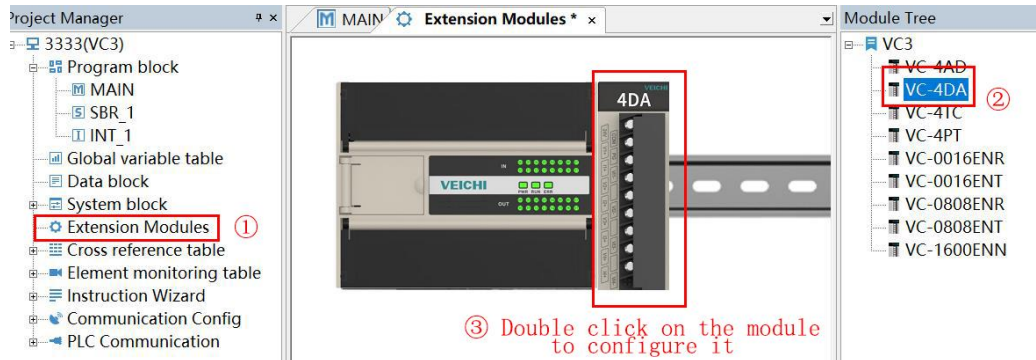 Project Manager
3333(VC3)
Program block
MAIN
SBR_1
INT_1
Global variable table
Data block
System block
Extension Modules ①
Cross reference table
Element monitoring table
Instruction Wizard
Communication Config
PLC Communication
MAIN Extension Modules *
VEICHI
4DA
IN
VEICHI
PWR RUN ERR
OUT
③ Double click on the module
to configure it
Module Tree
VC3
VC-4AD
VC-4DA ②
VC-4TC
VC-4PT
VC-0016ENR
VC-0016ENT
VC-0808ENR
VC-0808ENT
VC-1600ENN